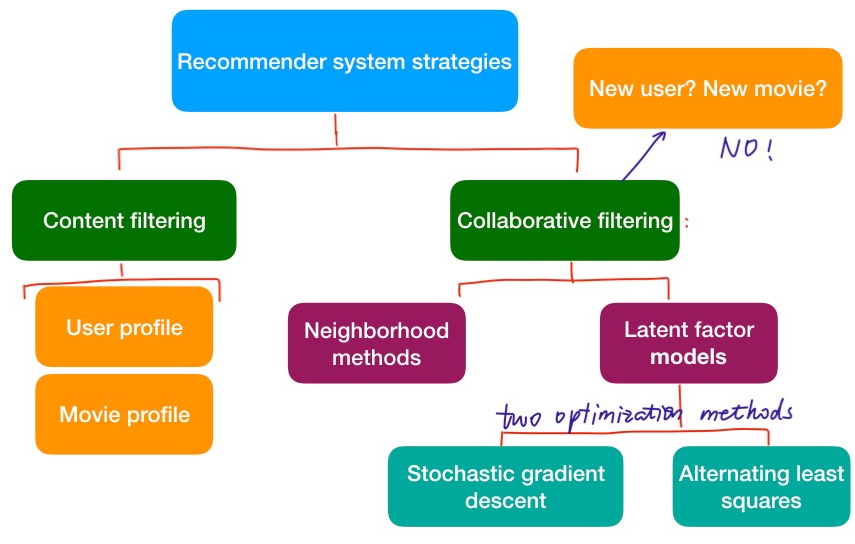 Recommender system strategies
New user? New movie?
NO!
Content filtering
Collaborative filtering :
User profile
Movie profile
Neighborhood
methods
Latent factor
models
two optimization methods
Stochastic gradient
descent
Alternating least
squares